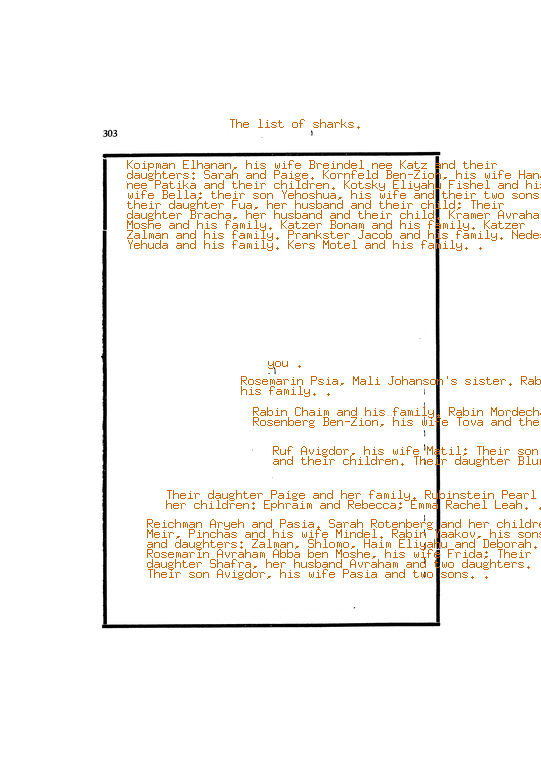 The list of sharks.
303
Koipman Elhanan, his wife Breindel nee Katz and their
daughters: Sarah and Paige. Kornfeld Ben-Zion, his wife Han
nee Patika and their children. Kotsky Eliyahu Fishel and his
wife Bella; their son Yehoshua, his wife and their two sons
their daughter Fua, her husband and their child; Their
daughter Bracha, her husband and their child. Kramer Avraha
Moshe and his family. Katzer Bonam and his family. Katzer
Zalman and his family. Prankster Jacob and his family. Nede
Yehuda and his family. Kers Motel and his family. .
you .
Rosemarin Psia, Mali Johanson's sister. Rab
his family. .
Rabin Chaim and his family. Rabin Mordech
Rosenberg Ben-Zion, his wife Tova and the
Ruf Avigdor, his wife Matil; Their son
and their children. Their daughter Blu
Their daughter Paige and her family. Rubinstein Pearl
her children: Ephraim and Rebecca; Emma Rachel Leah. .
Reichman Aryeh and Pasia. Sarah Rotenberg and her childre
Meir, Pinchas and his wife Mindel. Rabin Yaakov, his sons
and daughters: Zalman, Shlomo, Haim Eliyahu and Deborah.
Rosemarin Avraham Abba ben Moshe, his wife Frida; Their
daughter Shafra, her husband Avraham and two daughters.
Their son Avigdor, his wife Pasia and two sons. .